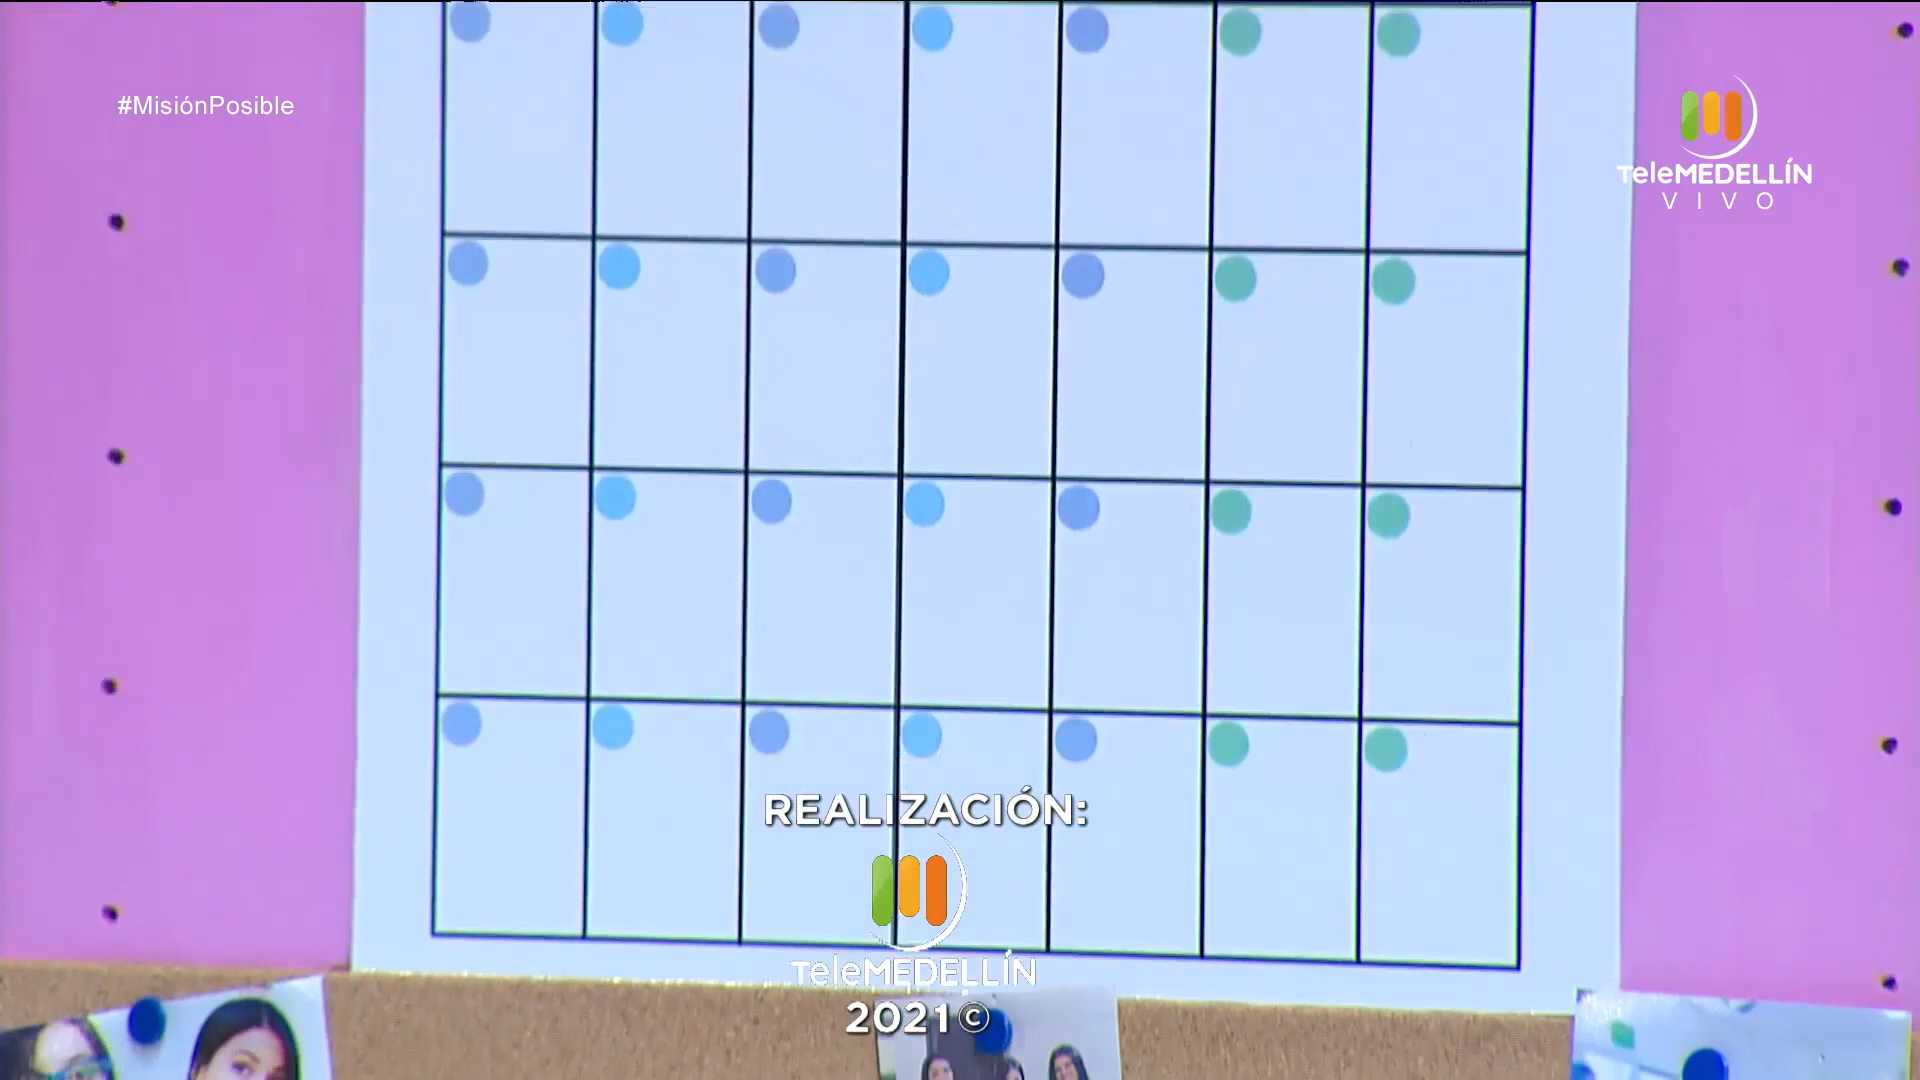 #MisiónPosible
TeleMEDELLÍN
VIVO
REALIZACIÓN:
TeleMEDELLÍN
2021©